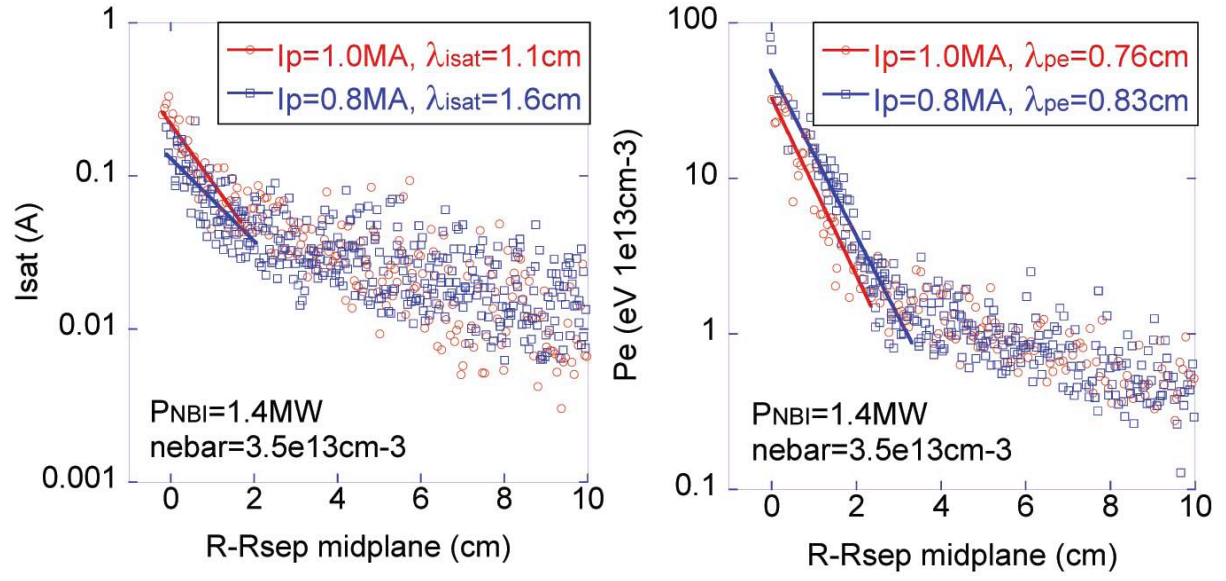 1
0.1
0.01
0.001
Isat (A)
Ip=1.0MA, λisat=1.1cm
Ip=0.8MA, λisat=1.6cm
PNBI=1.4MW
nebar=3.5e13cm-3
0 2 4 6 8 10
R-Rsep midplane (cm)
100
10
1
0.1
Pe (eV 1e13cm-3)
Ip=1.0MA, λpe=0.76cm
Ip=0.8MA, λpe=0.83cm
PNBI=1.4MW
nebar=3.5e13cm-3
0 2 4 6 8 10
R-Rsep midplane (cm)